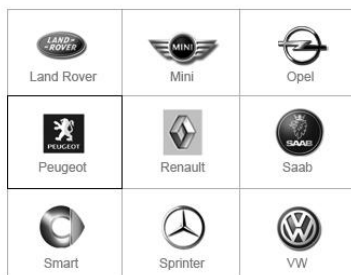 LAND-
-ROVER
Land Rover
MINI
Mini
Opel
PEUGEOT
Peugeot
Renault
SAAB
Saab
Smart
Sprinter
VW